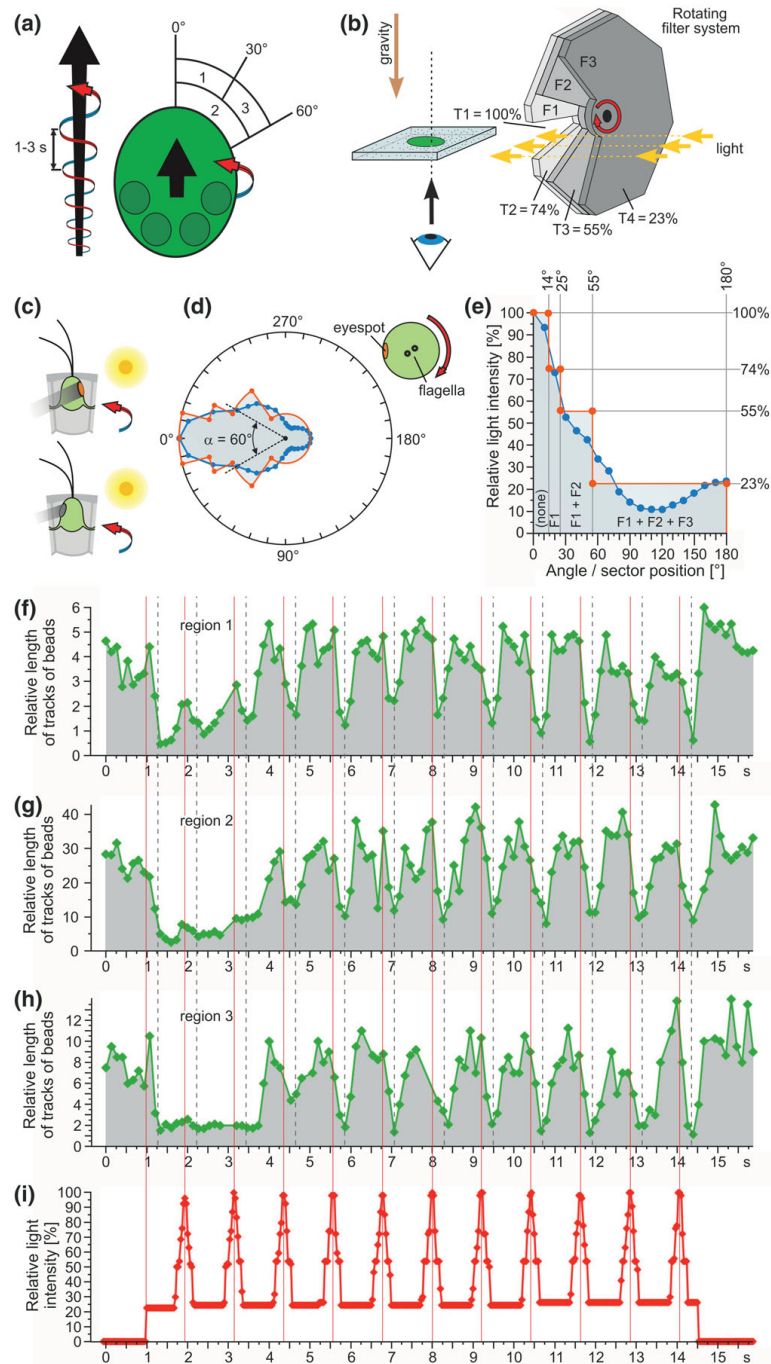 (a)
0°
30°
60°
1
2
3
1-3 s
(b)
gravity
Rotating
filter system
F3
F2
F1
T1 = 100%
light
T2 = 74%
T3 = 55%
T4 = 23%
(c)
(d)
270°
eyespot
flagella
0°
α = 60°
180°
90°
(e)
14°
25°
55°
180°
Relative light intensity [%]
100
90
80
70
60
50
40
30
20
10
0
100%
74%
55%
23%
(none)
F1
F1 + F2
F1 + F2 + F3
0 30 60 90 120 150 180
Angle / sector position [°]
(f)
region 1
Relative length
of tracks of beads
6
5
4
3
2
1
0
0 1 2 3 4 5 6 7 8 9 10 11 12 13 14 15 s
(g)
region 2
Relative length
of tracks of beads
40
30
20
10
0
0 1 2 3 4 5 6 7 8 9 10 11 12 13 14 15 s
(h)
region 3
Relative length
of tracks of beads
12
10
8
6
4
2
0
0 1 2 3 4 5 6 7 8 9 10 11 12 13 14 15 s
(i)
Relative light
intensity [%]
100
90
80
70
60
50
40
30
20
10
0
0 1 2 3 4 5 6 7 8 9 10 11 12 13 14 15 s